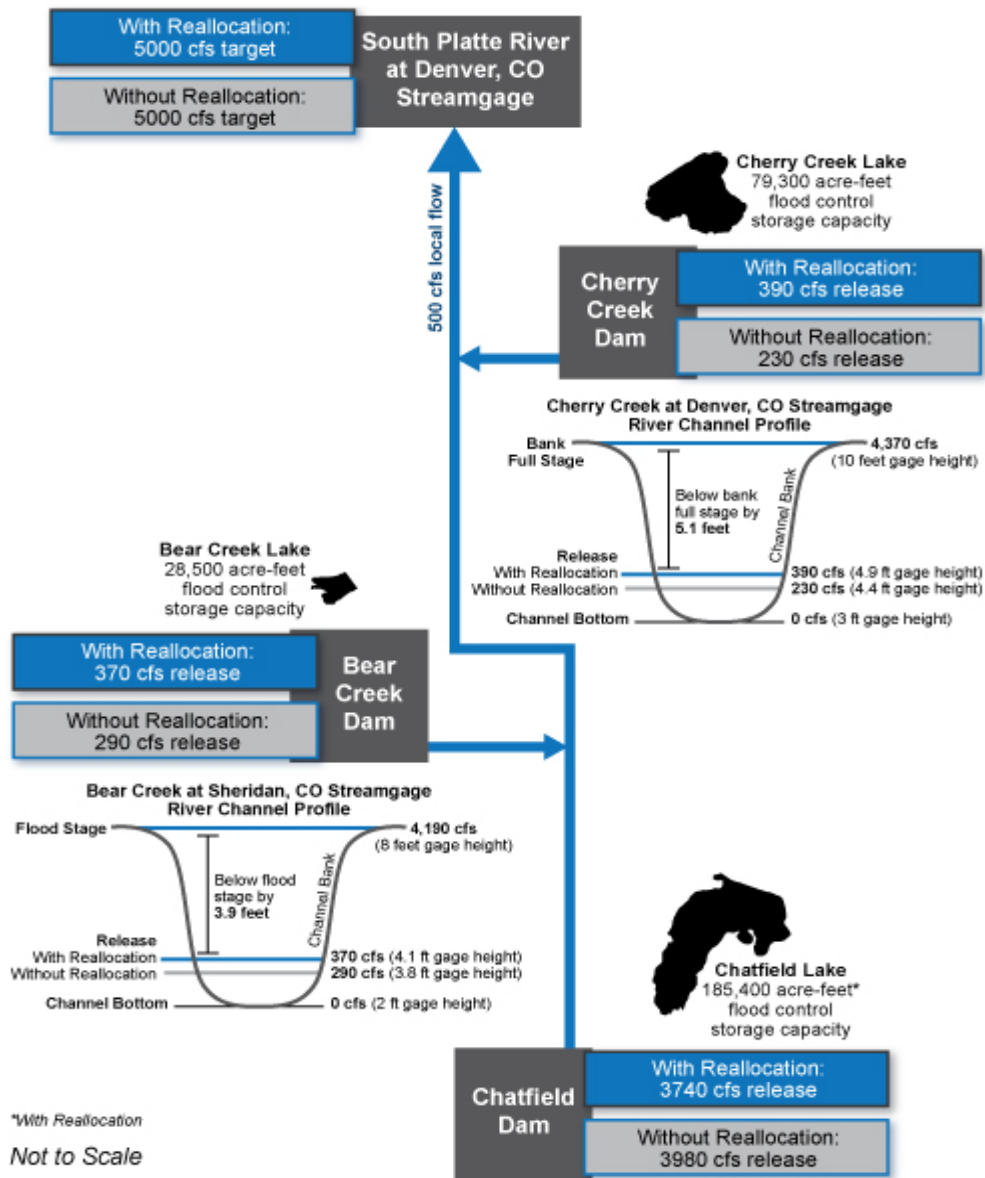 With Reallocation:
5000 cfs target
Without Reallocation:
5000 cfs target
South Platte River
at Denver, CO
Streamgage
500 cfs local flow
Cherry Creek Lake
79,300 acre-feet
flood control
storage capacity
Cherry
Creek
Dam
With Reallocation:
390 cfs release
Without Reallocation:
230 cfs release
Cherry Creek at Denver, CO Streamgage
River Channel Profile
Bank
Full Stage
4,370 cfs
(10 feet gage height)
Below bank
full stage by
5.1 feet
Channel Bank
Release
With Reallocation
390 cfs (4.9 ft gage height)
Without Reallocation
230 cfs (4.4 ft gage height)
Channel Bottom
0 cfs (3 ft gage height)
Bear Creek Lake
28,500 acre-feet
flood control
storage capacity
With Reallocation:
370 cfs release
Without Reallocation:
290 cfs release
Bear
Creek
Dam
Bear Creek at Sheridan, CO Streamgage
River Channel Profile
Flood Stage
4,190 cfs
(8 feet gage height)
Below flood
stage by
3.9 feet
Channel Bank
Release
With Reallocation
370 cfs (4.1 ft gage height)
Without Reallocation
290 cfs (3.8 ft gage height)
Channel Bottom
0 cfs (2 ft gage height)
Chatfield Lake
185,400 acre-feet*
flood control
storage capacity
Chatfield
Dam
With Reallocation:
3740 cfs release
Without Reallocation:
3980 cfs release
*With Reallocation
Not to Scale